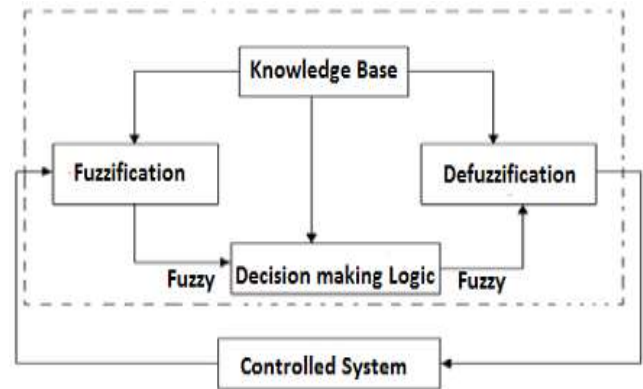 Knowledge Base
Fuzzification
Defuzzification
Fuzzy
Decision making Logic
Fuzzy
Controlled System